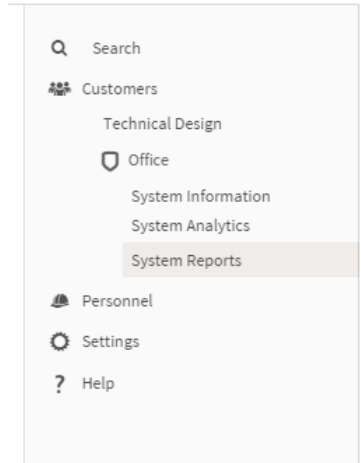 Search
Customers
Technical Design
Office
System Information
System Analytics
System Reports
Personnel
Settings
? Help